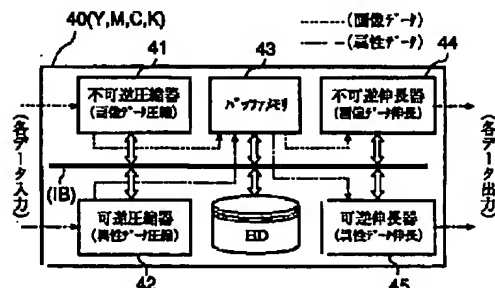 40(Y,M,C,K)
(画像データ)
(属性データ)
41
43
44
不可逆圧縮器
(画像データ圧縮)
バッファメモリ
不可逆伸長器
(画像データ伸長)
(各データ入力)
(IB)
(各データ出力)
可逆圧縮器
(属性データ圧縮)
HD
可逆伸長器
(属性データ伸長)
42
45